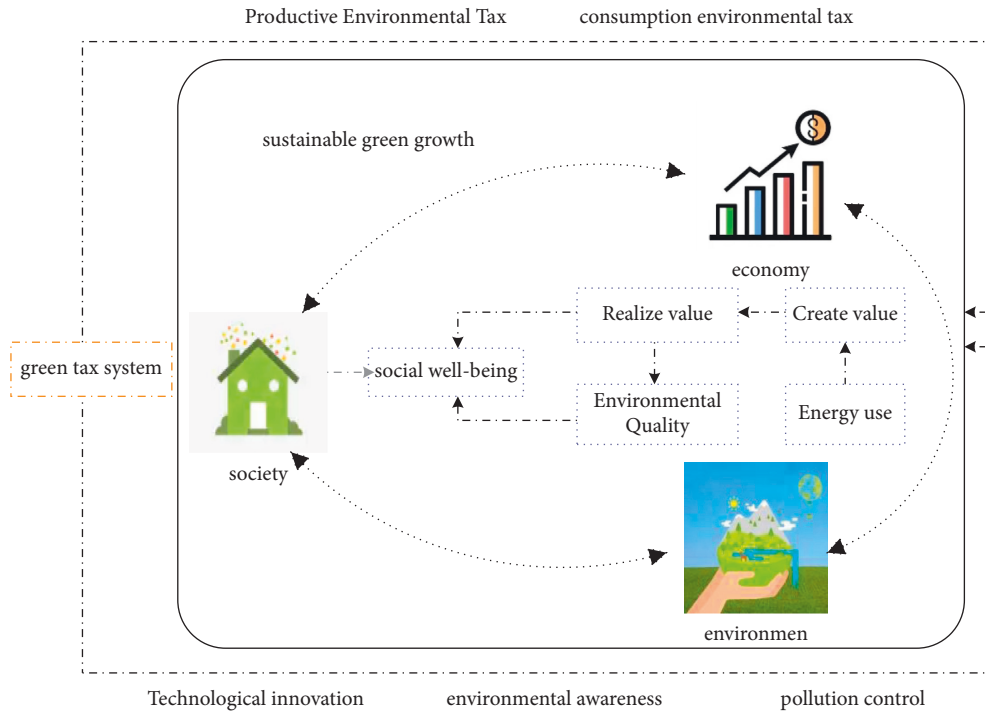 Productive Environmental Tax
consumption environmental tax
sustainable green growth
$
economy
Realize value
Create value
green tax system
social well-being
Environmental
Quality
Energy use
society
environmen
Technological innovation
environmental awareness
pollution control